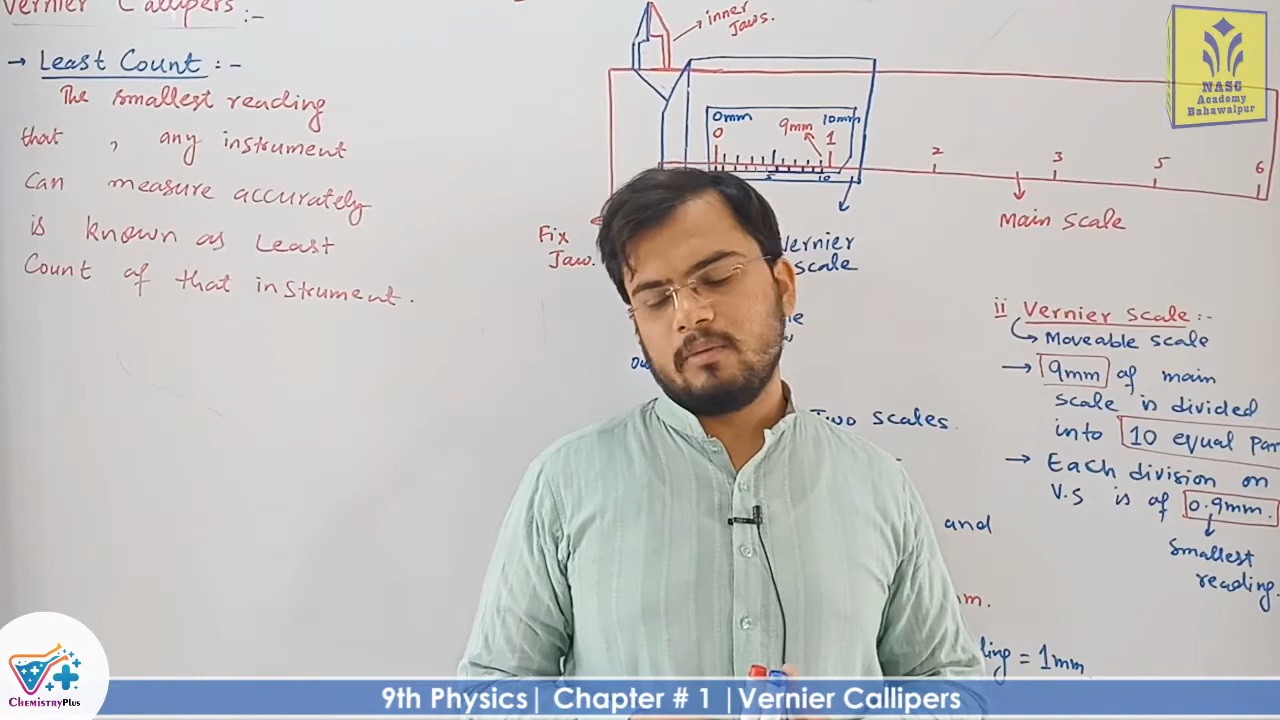 Vernier Callipers:-
→ Least Count :-
The smallest reading
that , any instrument
can measure accurately
is known as Least
Count of that instrument.
inner
Jaws.
0mm 9mm 10mm
0 1 2 3 5 6
5 10
Main scale
Fix
Jaw.
Vernier
scale
Two scales.
and
= 1mm
ii Vernier scale :-
Moveable scale
→ 9mm of main
scale is divided
into 10 equal par
→ Each division on
V.S is of 0.9mm.
smallest
reading.
NASC
Academy
Bahawalpur
CHEMISTRYPLUS
9th Physics| Chapter # 1 |Vernier Callipers